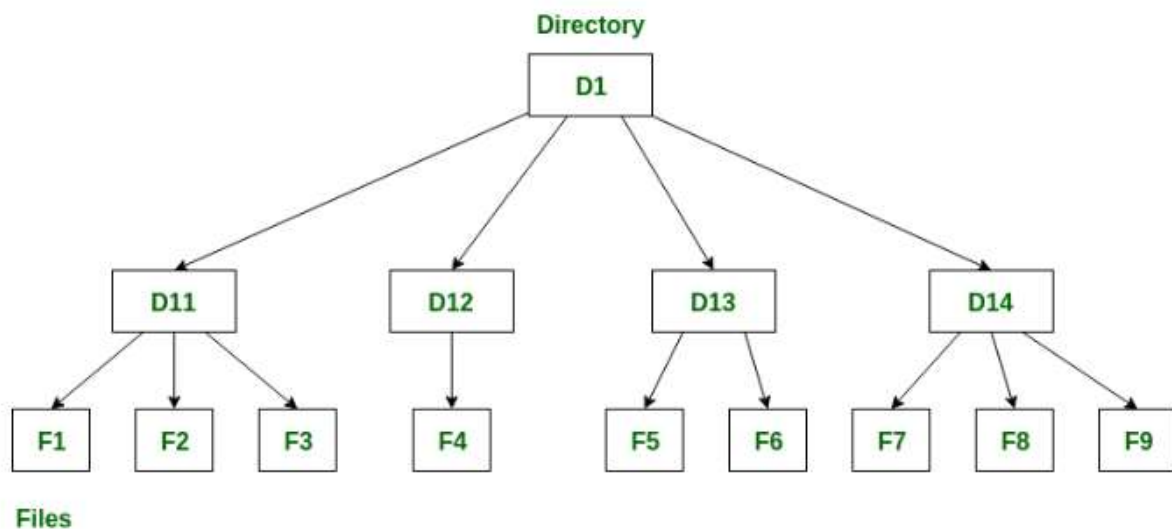 Directory
D1
D11 D12 D13 D14
F1 F2 F3 F4 F5 F6 F7 F8 F9
Files